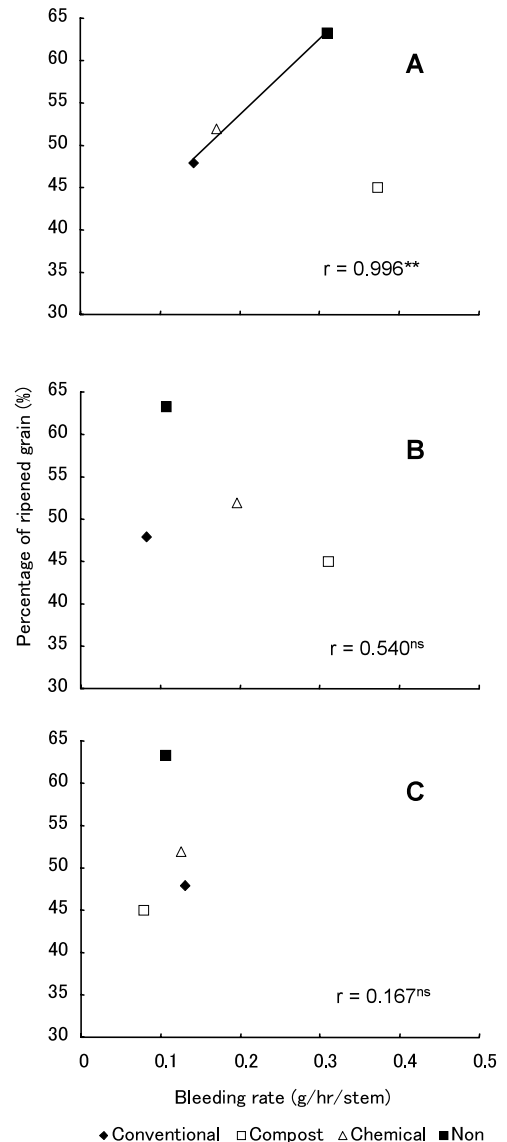 65
60
55
50
45
40
35
30
A
r = 0.996**
65
60
55
50
45
40
35
30
B
r = 0.540ns
65
60
55
50
45
40
35
30
C
r = 0.167ns
0 0.1 0.2 0.3 0.4 0.5
Percentage of ripened grain (%)
Bleeding rate (g/hr/stem)
◆Conventional □Compost △Chemical ■Non